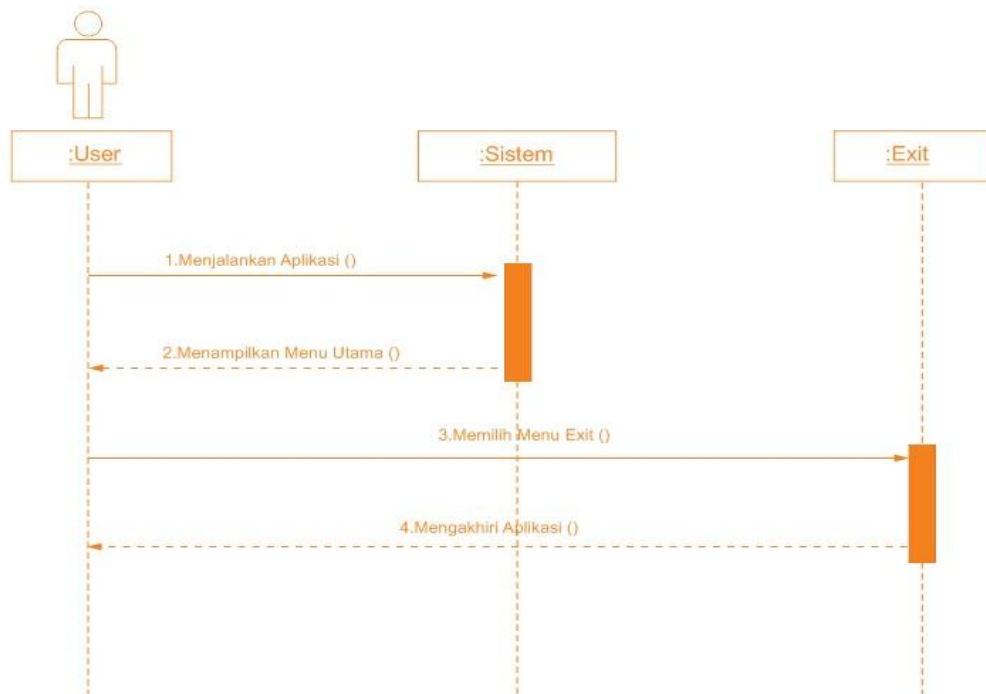 :User
:Sistem
:Exit
1.Menjalankan Aplikasi ()
2.Menampilkan Menu Utama ()
3.Memilih Menu Exit ()
4.Mengakhiri Aplikasi ()